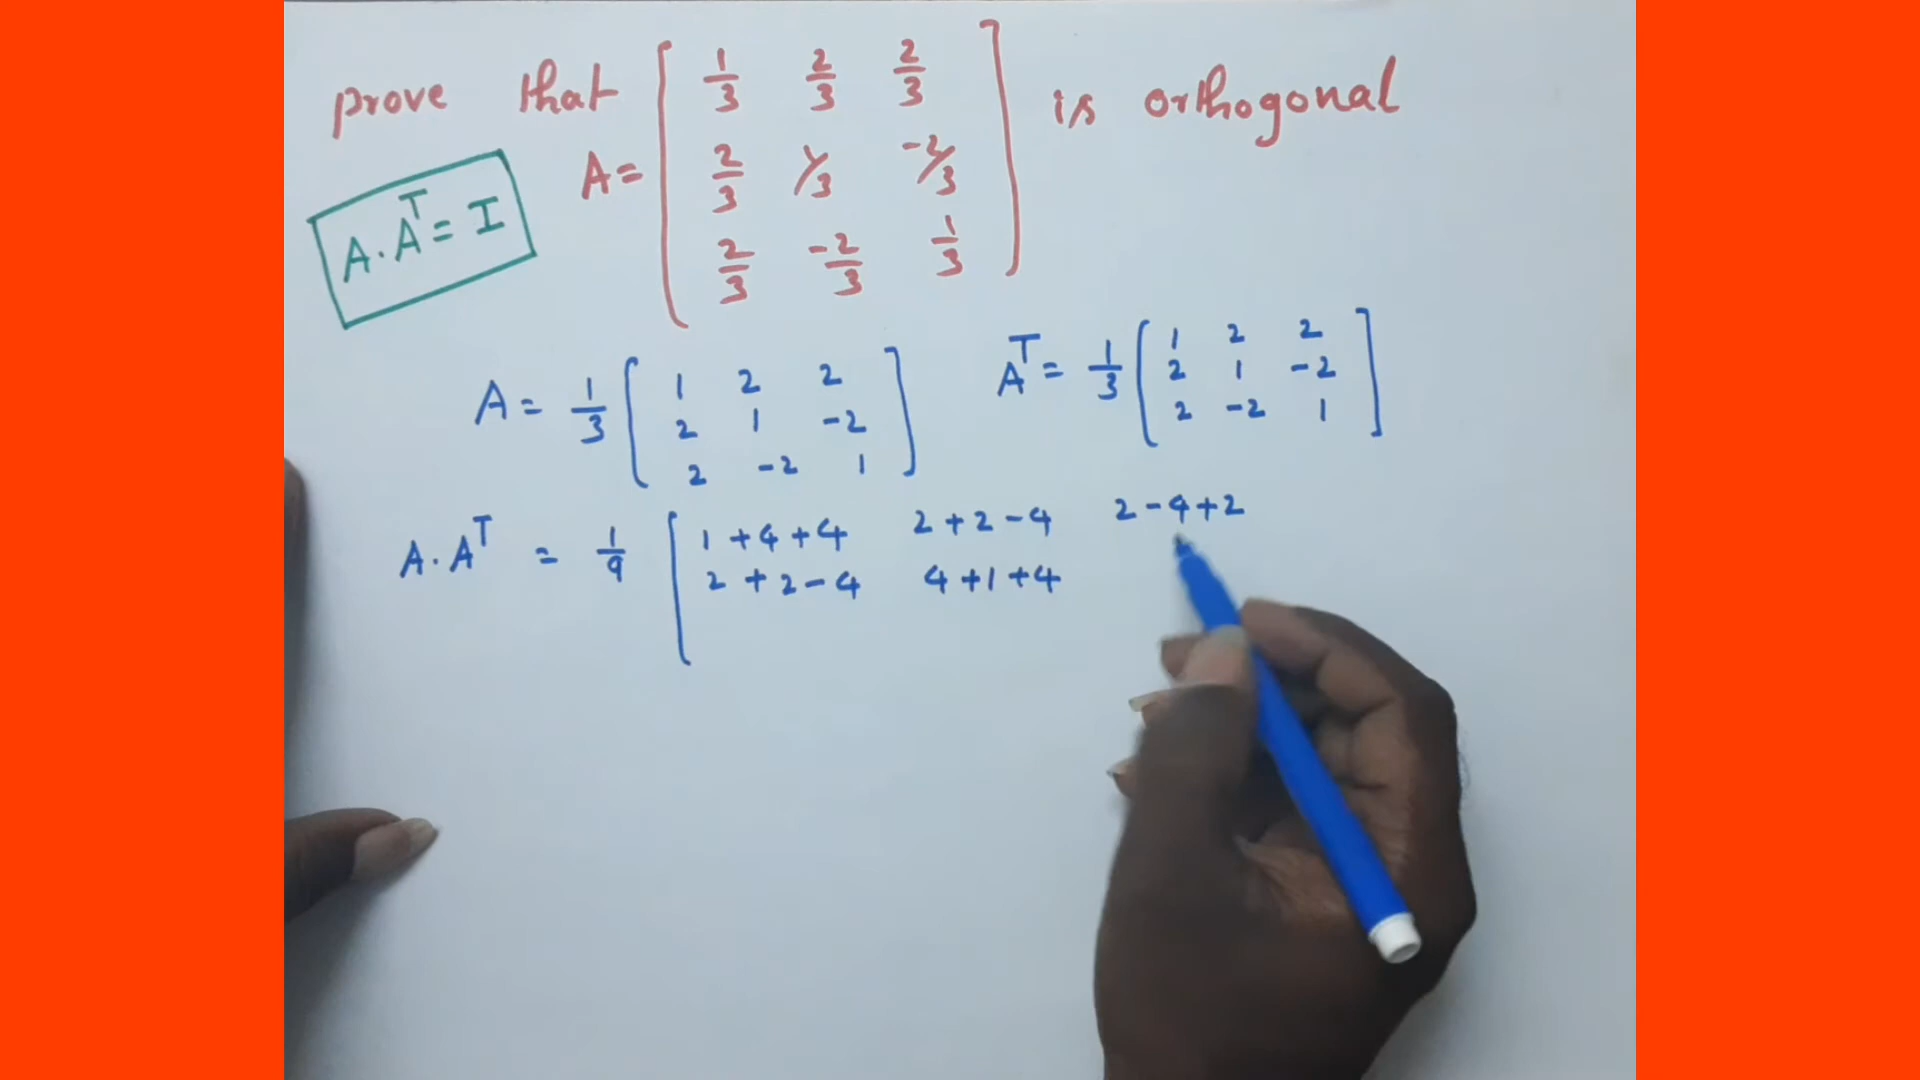 prove that A = [ 1/3 2/3 2/3 is orthogonal
2/3 1/3 -2/3
2/3 -2/3 1/3 ]
A.A^T = I
A = 1/3 [ 1 2 2
2 1 -2
2 -2 1 ]
A^T = 1/3 [ 1 2 2
2 1 -2
2 -2 1 ]
A.A^T = 1/9 [ 1+4+4 2+2-4 2-4+2
2+2-4 4+1+4